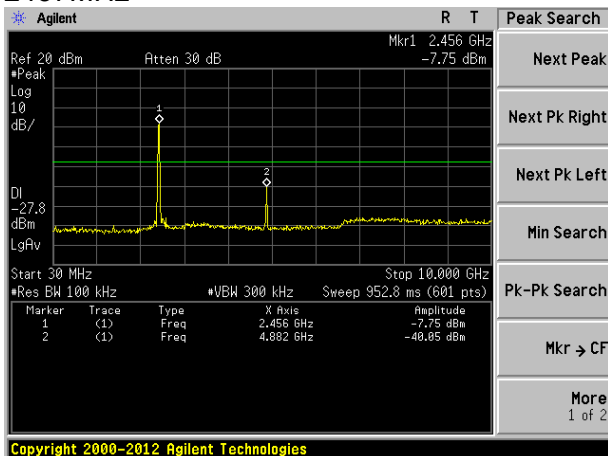 Agilent R T Peak Search
Mkr1 2.456 GHz
Ref 20 dBm Atten 30 dB -7.75 dBm
#Peak
Log
10
dB/
1
2
DI
-27.8
dBm
LgAv
Start 30 MHz Stop 10.000 GHz
#Res BW 100 kHz #VBW 300 kHz Sweep 952.8 ms (601 pts)
Marker Trace Type X Axis Amplitude
1 (1) Freq 2.456 GHz -7.75 dBm
2 (1) Freq 4.882 GHz -40.05 dBm
Next Peak
Next Pk Right
Next Pk Left
Min Search
Pk-Pk Search
Mkr → CF
More
1 of 2
Copyright 2000-2012 Agilent Technologies